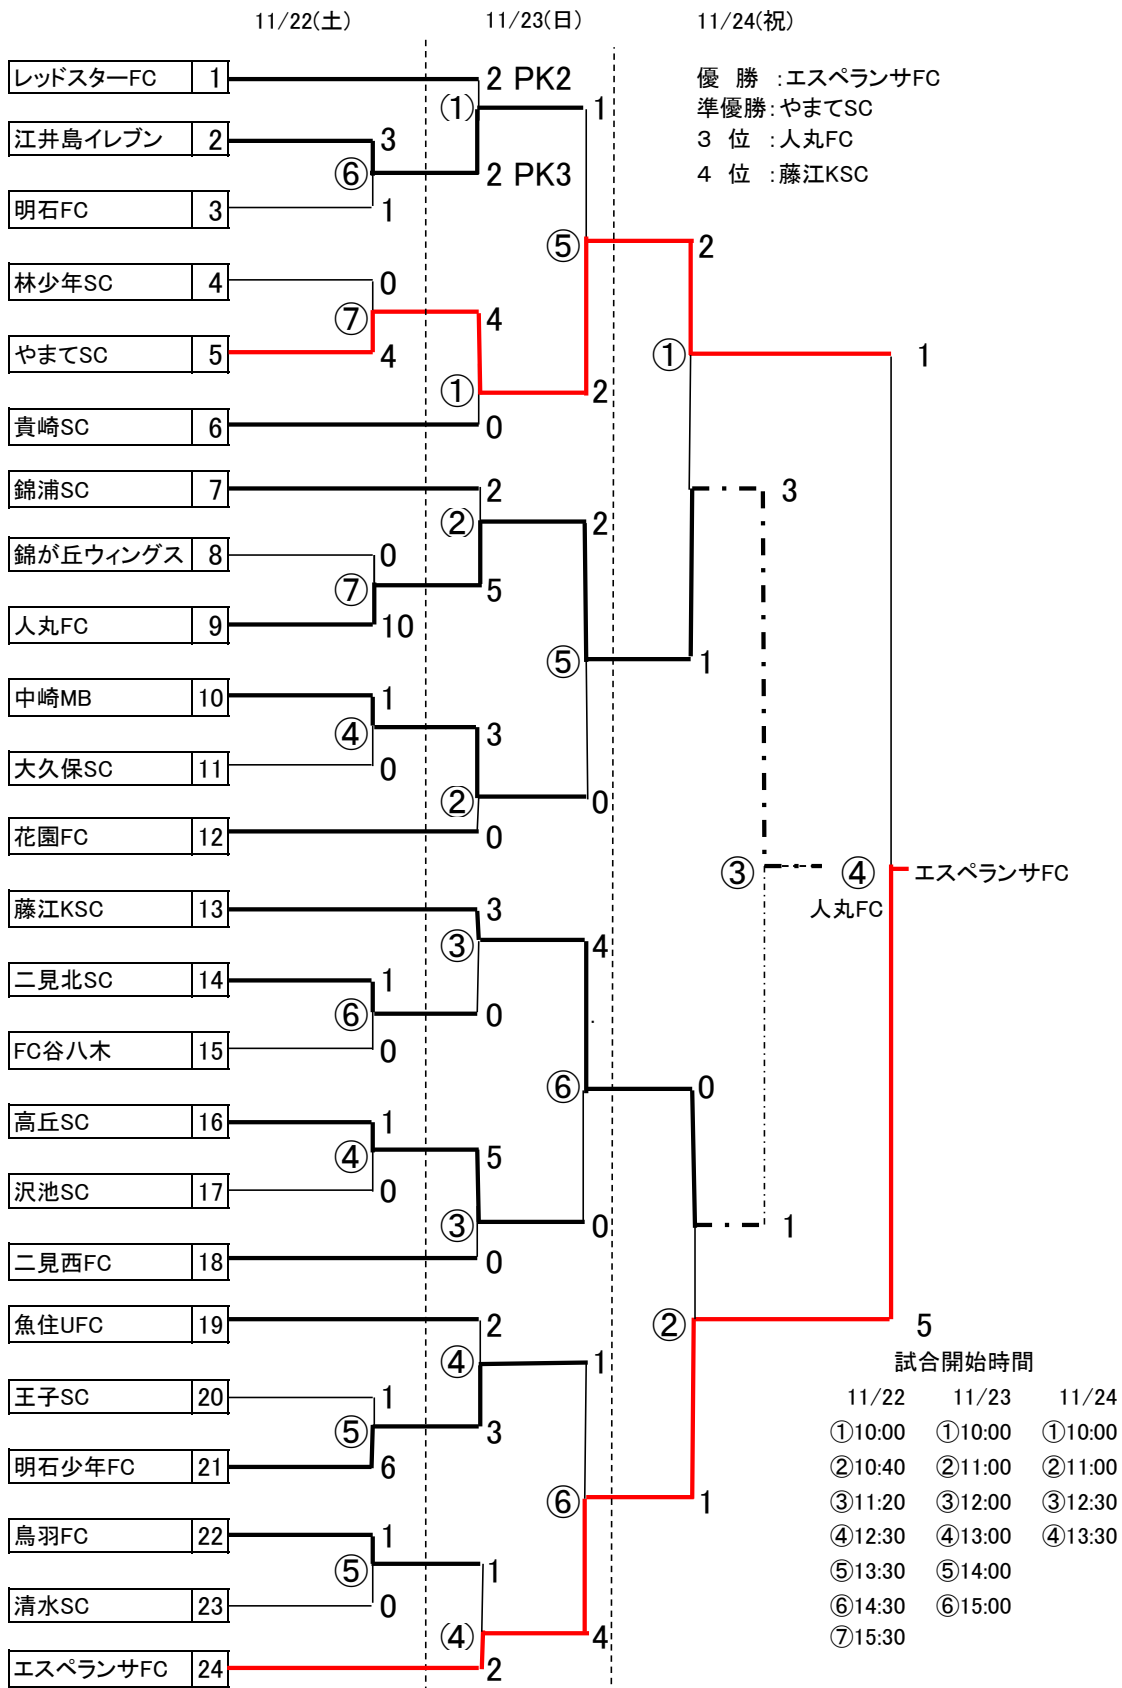 11/22(土) 11/23(日) 11/24(祝)
レッドスターFC 1 2 PK2
優 勝 :エスペランサFC
① 1
準優勝:やまてSC
江井島イレブン 2 3
3 位 :人丸FC
⑥ 2 PK3
4 位 :藤江KSC
明石FC 3 1
⑤ 2
林少年SC 4 0
⑦ 4
やまてSC 5 4 ① 1
① 2
貴崎SC 6 0
錦浦SC 7 2 3
② 2
錦が丘ウィングス 8 0
⑦ 5
人丸FC 9 10
⑤ 1
中崎MB 10 1
④ 3
大久保SC 11 0
② 0
花園FC 12 0
③ ④ エスペランサFC
藤江KSC 13 3 人丸FC
③ 4
二見北SC 14 1
⑥ 0
FC谷八木 15 0
⑥ 0
高丘SC 16 1
④ 5
沢池SC 17 0
③ 0 1
二見西FC 18 0
魚住UFC 19 2 ② 5
④ 1 試合開始時間
王子SC 20 1 11/22 11/23 11/24
⑤ 3 ①10:00 ①10:00 ①10:00
明石少年FC 21 6 ②10:40 ②11:00 ②11:00
⑥ 1 ③11:20 ③12:00 ③12:30
鳥羽FC 22 1 ④12:30 ④13:00 ④13:30
⑤ 1 ⑤13:30 ⑤14:00
清水SC 23 0 ⑥14:30 ⑥15:00
④ 4 ⑦15:30
エスペランサFC 24 2